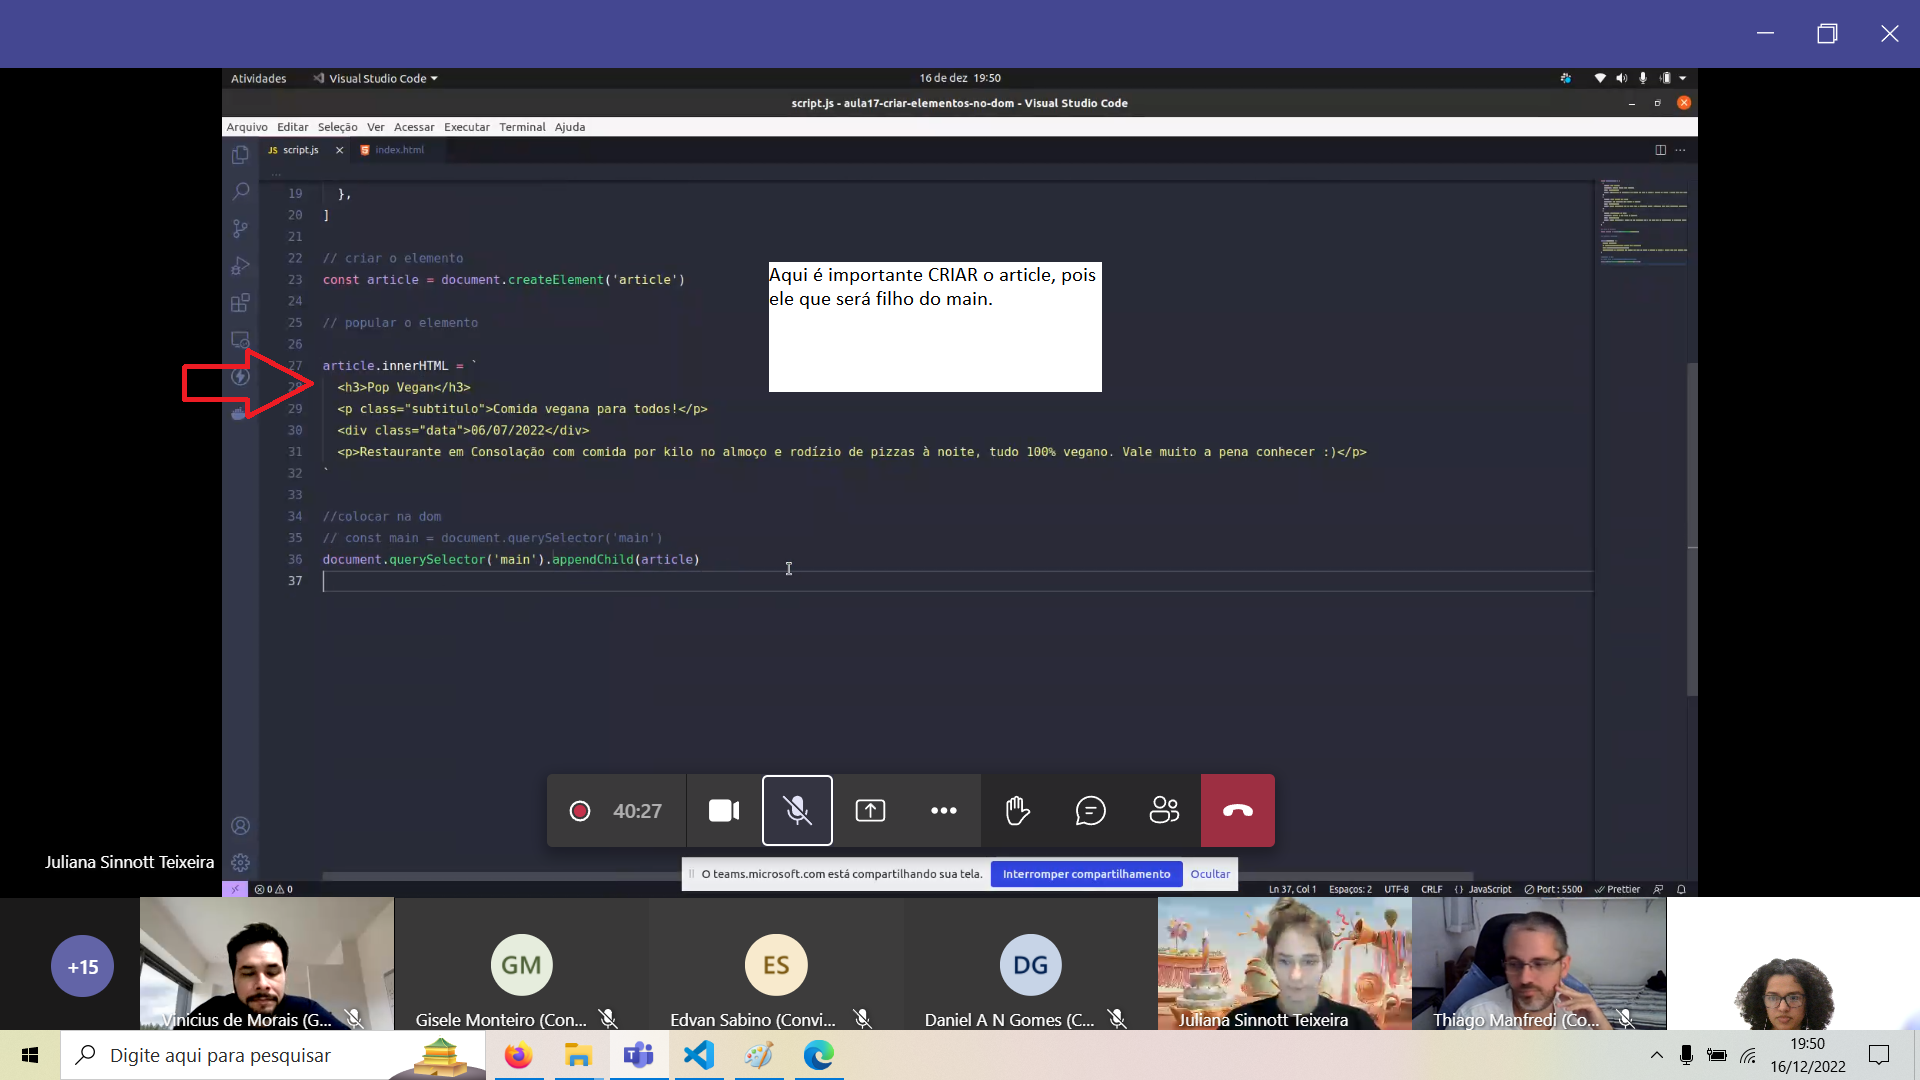 Atividades
Visual Studio Code
16 de dez 19:50
script.js - aula17-criar-elementos-no-dom - Visual Studio Code
Arquivo Editar Seleção Ver Acessar Executar Terminal Ajuda
JS script.js
index.html
...
19 },
20 ]
21
22 // criar o elemento
23 const article = document.createElement('article')
24
25 // popular o elemento
26
27 article.innerHTML = `
28 <h3>Pop Vegan</h3>
29 <p class="subtitulo">Comida vegana para todos!</p>
30 <div class="data">06/07/2022</div>
31 <p>Restaurante em Consolação com comida por kilo no almoço e rodízio de pizzas à noite, tudo 100% vegano. Vale muito a pena conhecer :)</p>
32 `
33
34 //colocar na dom
35 // const main = document.querySelector('main')
36 document.querySelector('main').appendChild(article)
37
Aqui é importante CRIAR o article, pois
ele que será filho do main.
40:27
Juliana Sinnott Teixeira
O teams.microsoft.com está compartilhando sua tela.
Interromper compartilhamento
Ocultar
0 0
Ln 37, Col 1 Espaços: 2 UTF-8 CRLF {} JavaScript Port : 5500 Prettier
+15
Vinicius de Morais (G...
GM
Gisele Monteiro (Con...
ES
Edvan Sabino (Convi...
DG
Daniel A N Gomes (C...
Juliana Sinnott Teixeira
Thiago Manfredi (Co...
Digite aqui para pesquisar
19:50
16/12/2022